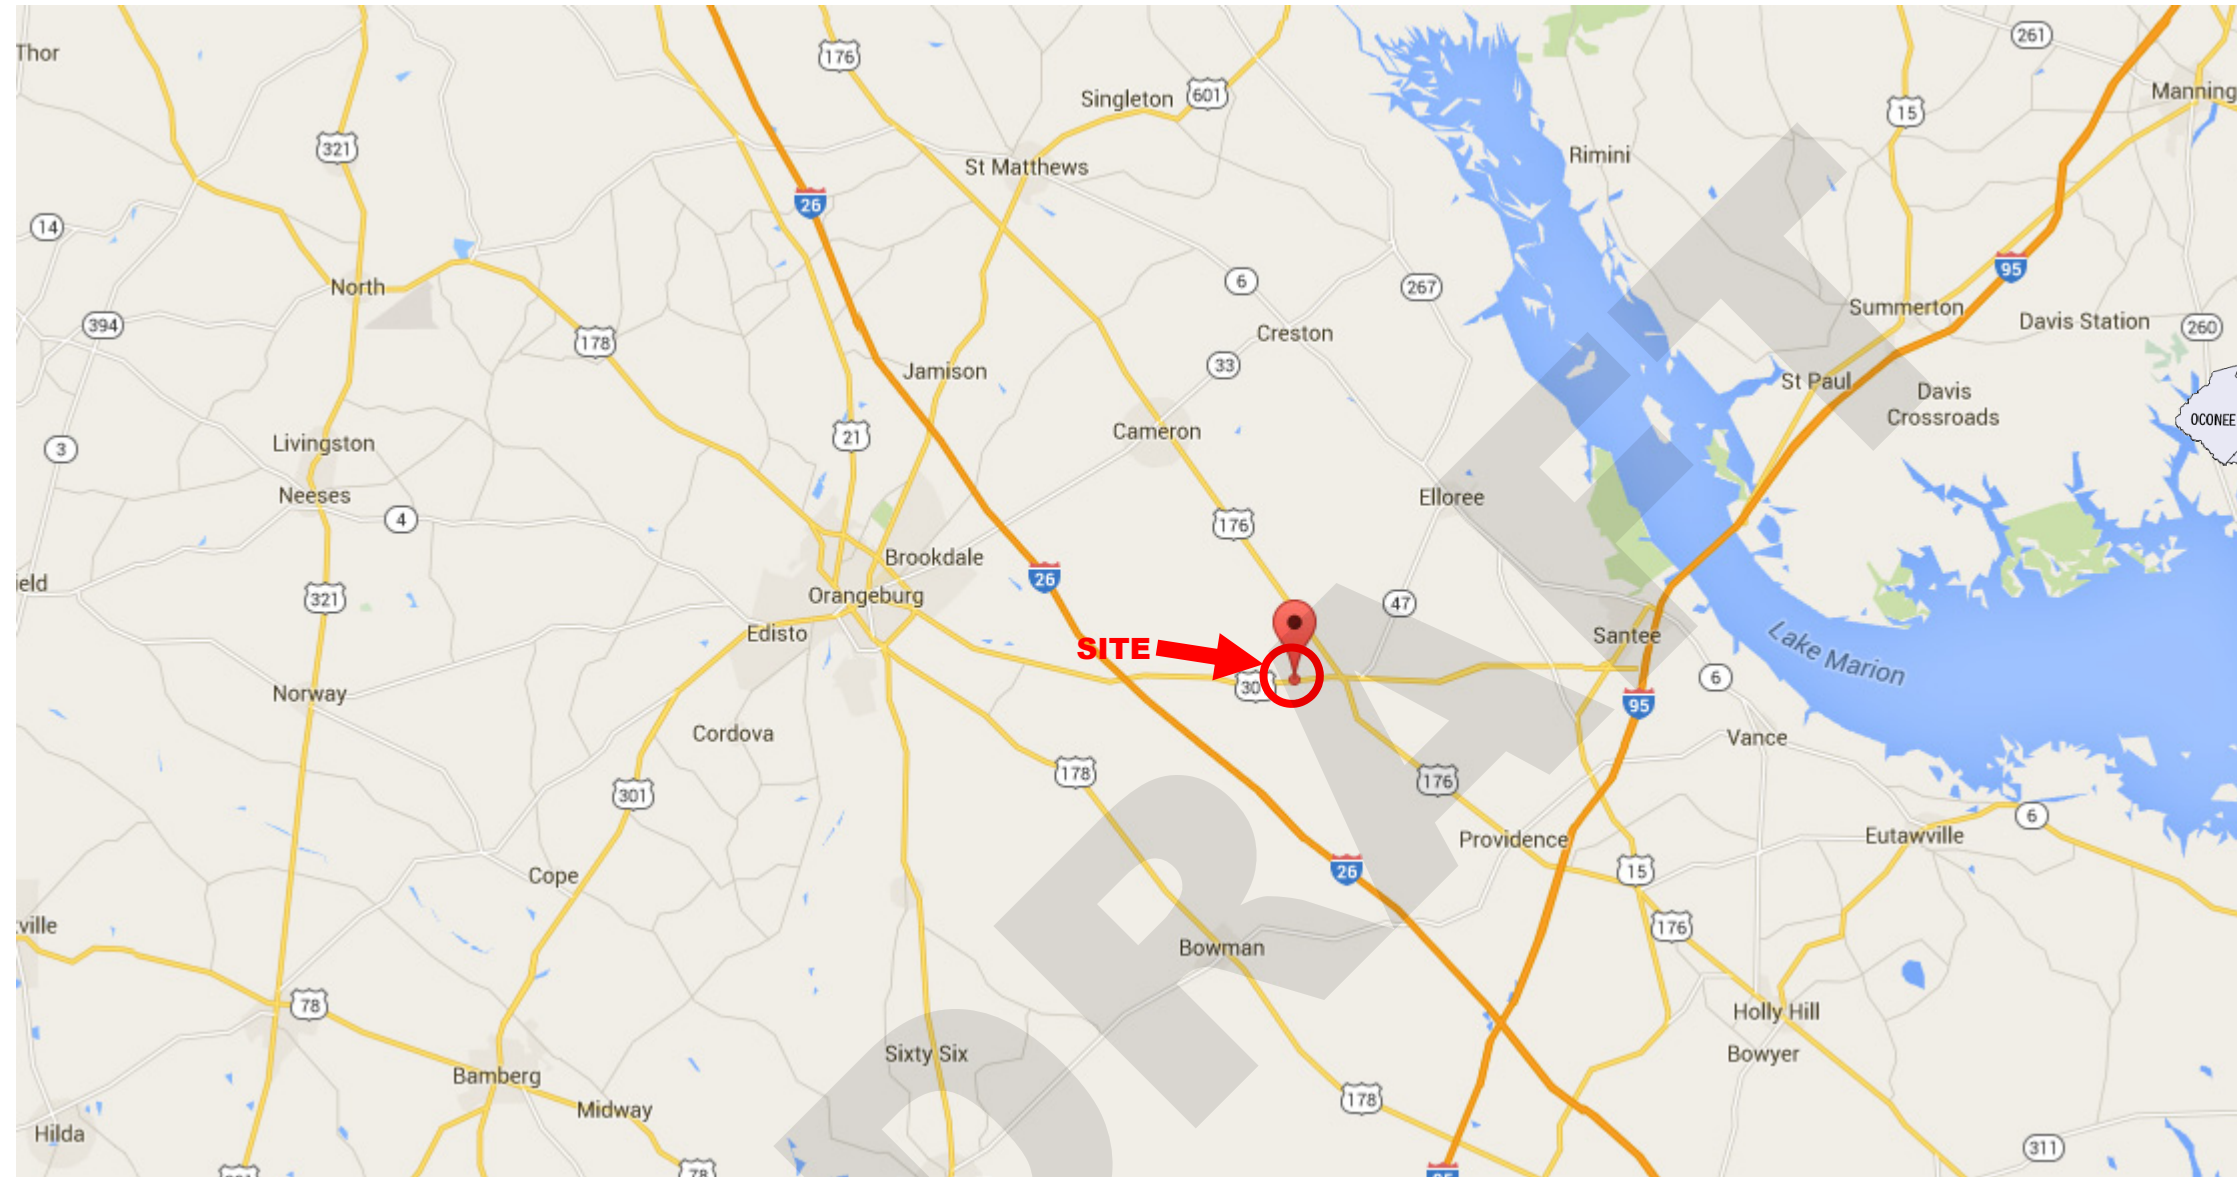 Thor
176
261
Singleton
601
Manning
15
321
Rimini
St Matthews
26
14
95
6
267
North
Summerton
Davis Station
394
260
Creston
178
33
Jamison
St Paul
Davis
Crossroads
OCONEE
Cameron
21
3
Livingston
Neeses
Elloree
4
176
Brookdale
26
ield
321
Orangeburg
47
Edisto
Santee
SITE
Lake Marion
6
30
Norway
95
Cordova
Vance
178
176
301
6
Providence
Eutawville
26
15
Cope
ville
176
Bowman
78
Holly Hill
Sixty Six
Bowyer
Bamberg
178
Midway
Hilda
311
78
95
DRAFT